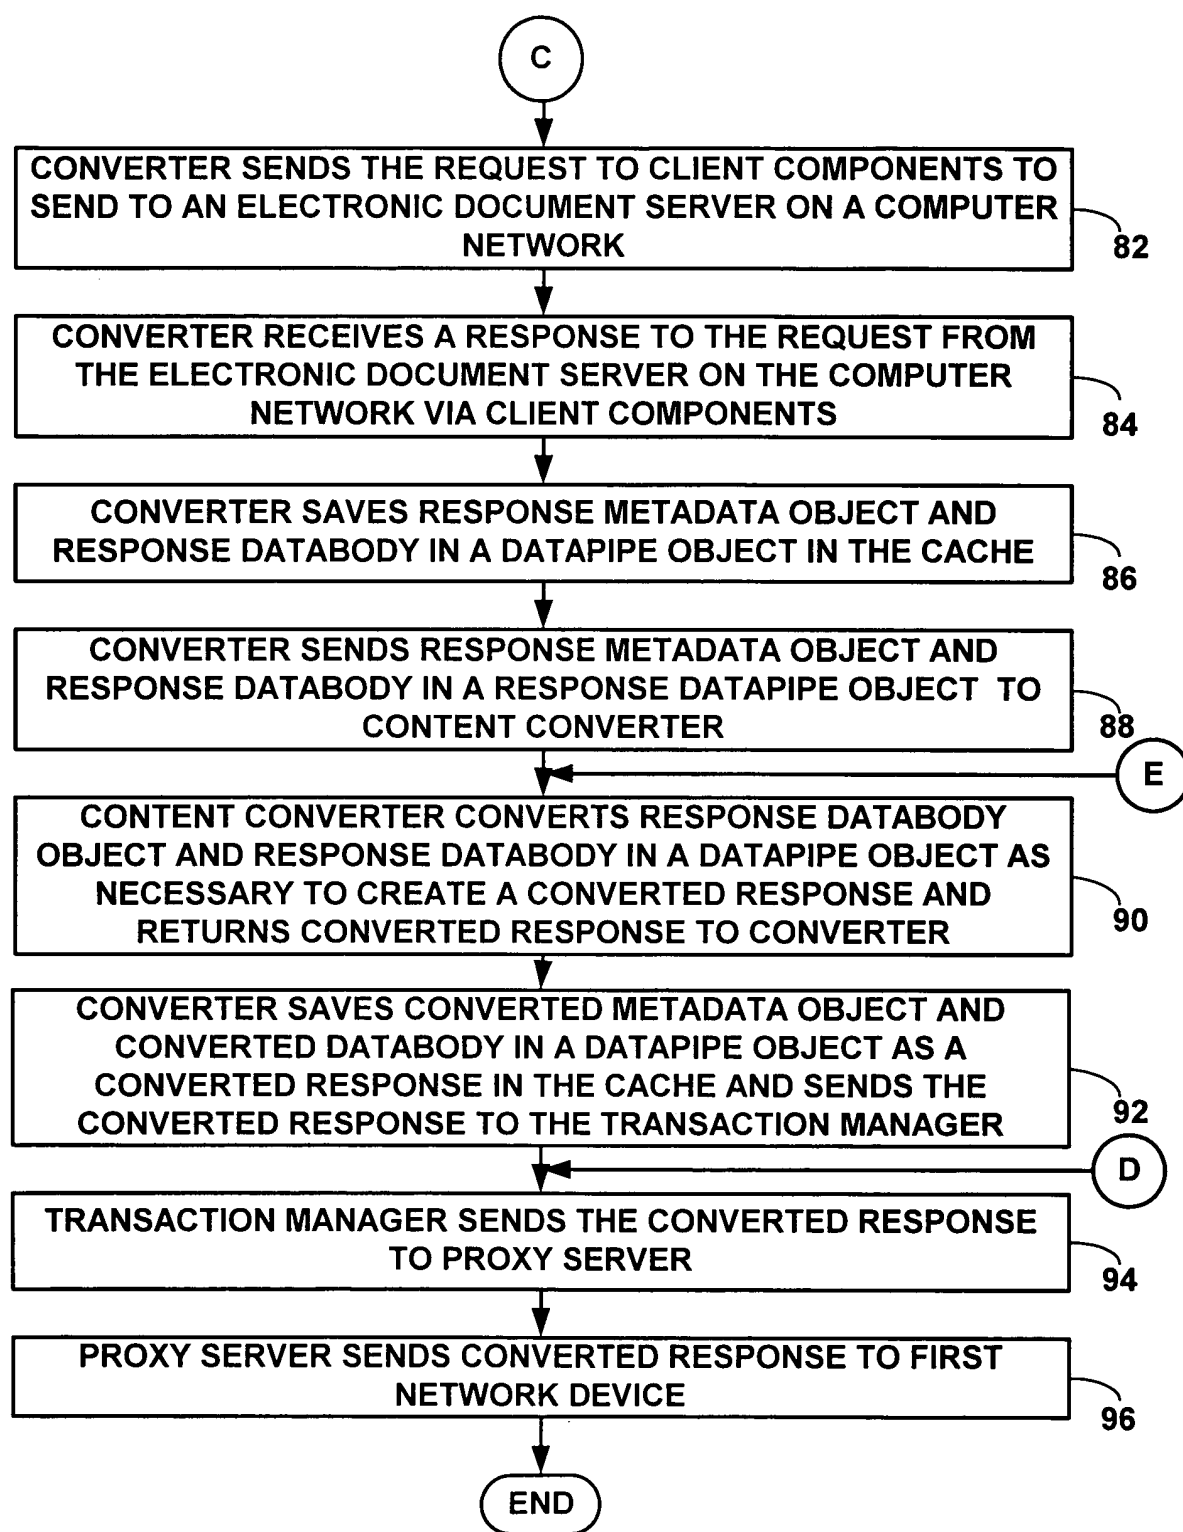 C
CONVERTER SENDS THE REQUEST TO CLIENT COMPONENTS TO
SEND TO AN ELECTRONIC DOCUMENT SERVER ON A COMPUTER
NETWORK
82
CONVERTER RECEIVES A RESPONSE TO THE REQUEST FROM
THE ELECTRONIC DOCUMENT SERVER ON THE COMPUTER
NETWORK VIA CLIENT COMPONENTS
84
CONVERTER SAVES RESPONSE METADATA OBJECT AND
RESPONSE DATABODY IN A DATAPIPE OBJECT IN THE CACHE
86
CONVERTER SENDS RESPONSE METADATA OBJECT AND
RESPONSE DATABODY IN A RESPONSE DATAPIPE OBJECT TO
CONTENT CONVERTER
88
E
CONTENT CONVERTER CONVERTS RESPONSE DATABODY
OBJECT AND RESPONSE DATABODY IN A DATAPIPE OBJECT AS
NECESSARY TO CREATE A CONVERTED RESPONSE AND
RETURNS CONVERTED RESPONSE TO CONVERTER
90
CONVERTER SAVES CONVERTED METADATA OBJECT AND
CONVERTED DATABODY IN A DATAPIPE OBJECT AS A
CONVERTED RESPONSE IN THE CACHE AND SENDS THE
CONVERTED RESPONSE TO THE TRANSACTION MANAGER
92
D
TRANSACTION MANAGER SENDS THE CONVERTED RESPONSE
TO PROXY SERVER
94
PROXY SERVER SENDS CONVERTED RESPONSE TO FIRST
NETWORK DEVICE
96
END